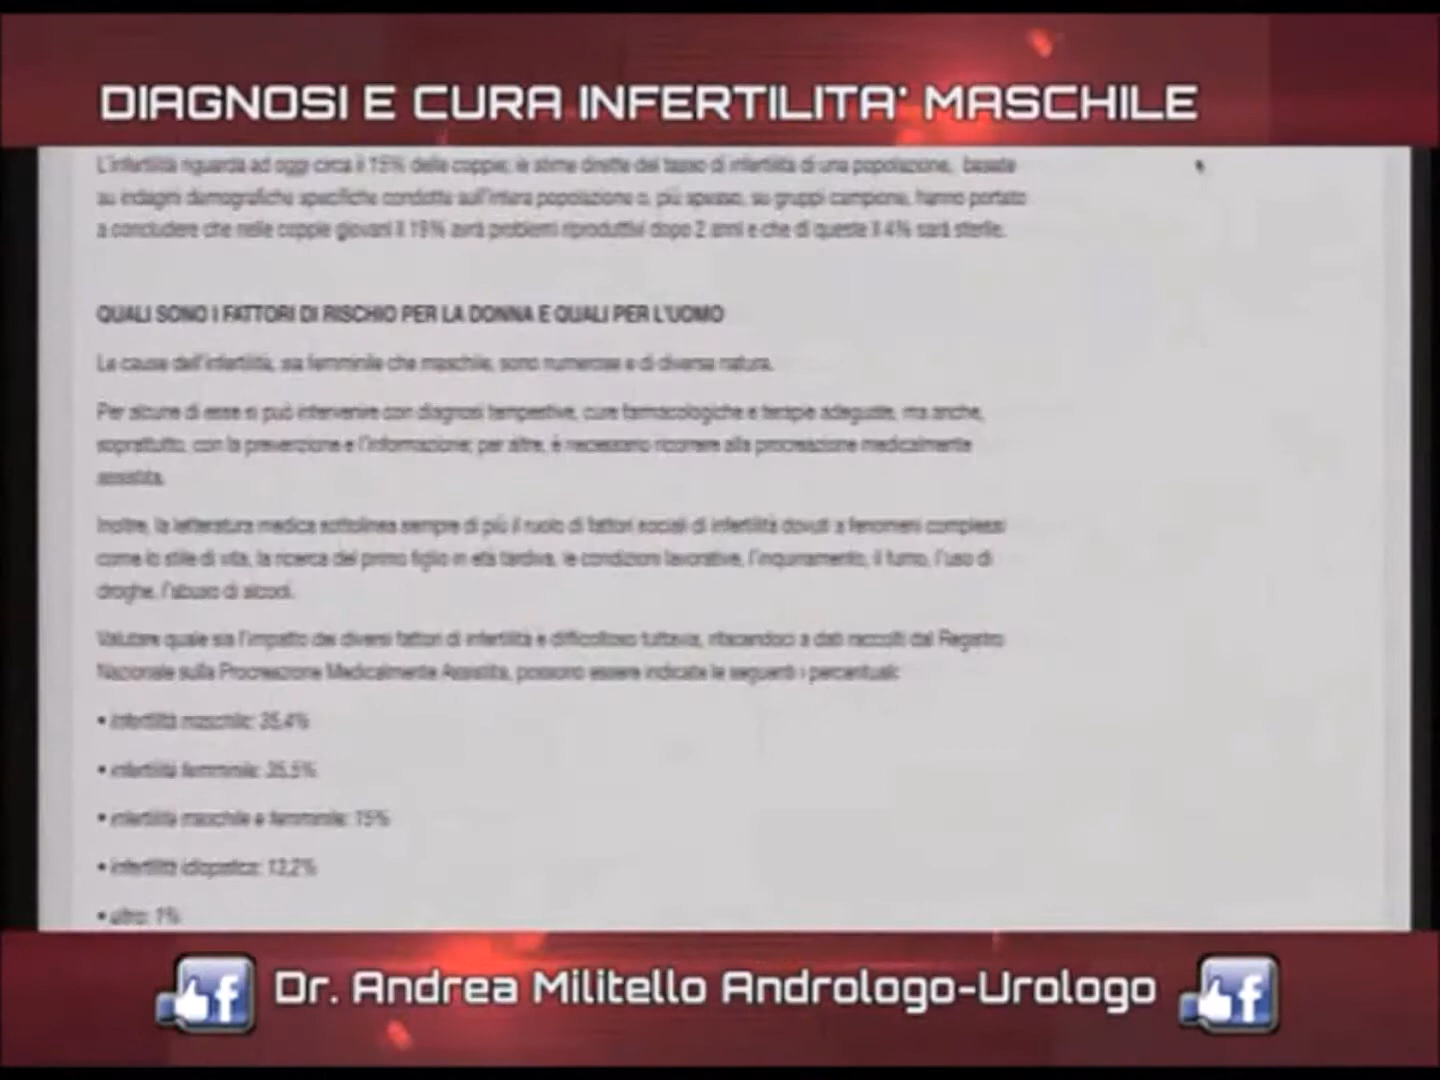 DIAGNOSI E CURA INFERTILITA' MASCHILE
L'infertilità riguarda ad oggi circa il 15% delle coppie; le stime dirette del tasso di infertilità di una popolazione, basate
su indagini demografiche specifiche condotte sull'intera popolazione o, più spesso, su gruppi campione, hanno portato
a concludere che nelle coppie giovani il 19% avrà problemi riproduttivi dopo 2 anni e che di queste il 4% sarà sterile.
QUALI SONO I FATTORI DI RISCHIO PER LA DONNA E QUALI PER L'UOMO
Le cause dell'infertilità, sia femminile che maschile, sono numerose e di diversa natura.
Per alcune di esse si può intervenire con diagnosi tempestive, cure farmacologiche e terapie adeguate, ma anche,
soprattutto, con la prevenzione e l'informazione; per altre, è necessario ricorrere alla procreazione medicalmente
assistita.
Inoltre, la letteratura medica sottolinea sempre di più il ruolo di fattori sociali di infertilità dovuti a fenomeni complessi
come lo stile di vita, la ricerca del primo figlio in età tardiva, le condizioni lavorative, l'inquinamento, il fumo, l'uso di
droghe, l'abuso di alcool.
Valutare quale sia l'impatto dei diversi fattori di infertilità è difficoltoso tuttavia, rifacendoci a dati raccolti dal Registro
Nazionale sulla Procreazione Medicalmente Assistita, possono essere indicate le seguenti percentuali:
• infertilità maschile: 35,4%
• infertilità femminile: 35,5%
• infertilità maschile e femminile: 15%
• infertilità idiopatica: 13,2%
• altro: 1%
Dr. Andrea Militello Andrologo-Urologo